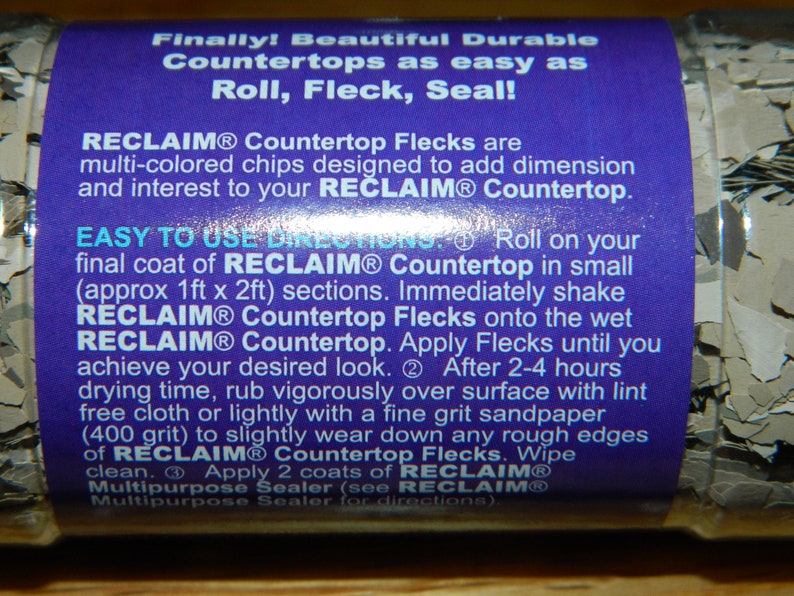 Finally! Beautiful Durable
Countertops as easy as
Roll, Fleck, Seal!
RECLAIM® Countertop Flecks are
multi-colored chips designed to add dimension
and interest to your RECLAIM® Countertop.
EASY TO USE DIRECTIONS: ① Roll on your
final coat of RECLAIM® Countertop in small
(approx 1ft x 2ft) sections. Immediately shake
RECLAIM® Countertop Flecks onto the wet
RECLAIM® Countertop. Apply Flecks until you
achieve your desired look. ② After 2-4 hours
drying time, rub vigorously over surface with lint
free cloth or lightly with a fine grit sandpaper
(400 grit) to slightly wear down any rough edges
of RECLAIM® Countertop Flecks. Wipe
clean. ③ Apply 2 coats of RECLAIM®
Multipurpose Sealer (see RECLAIM®
Multipurpose Sealer for directions).